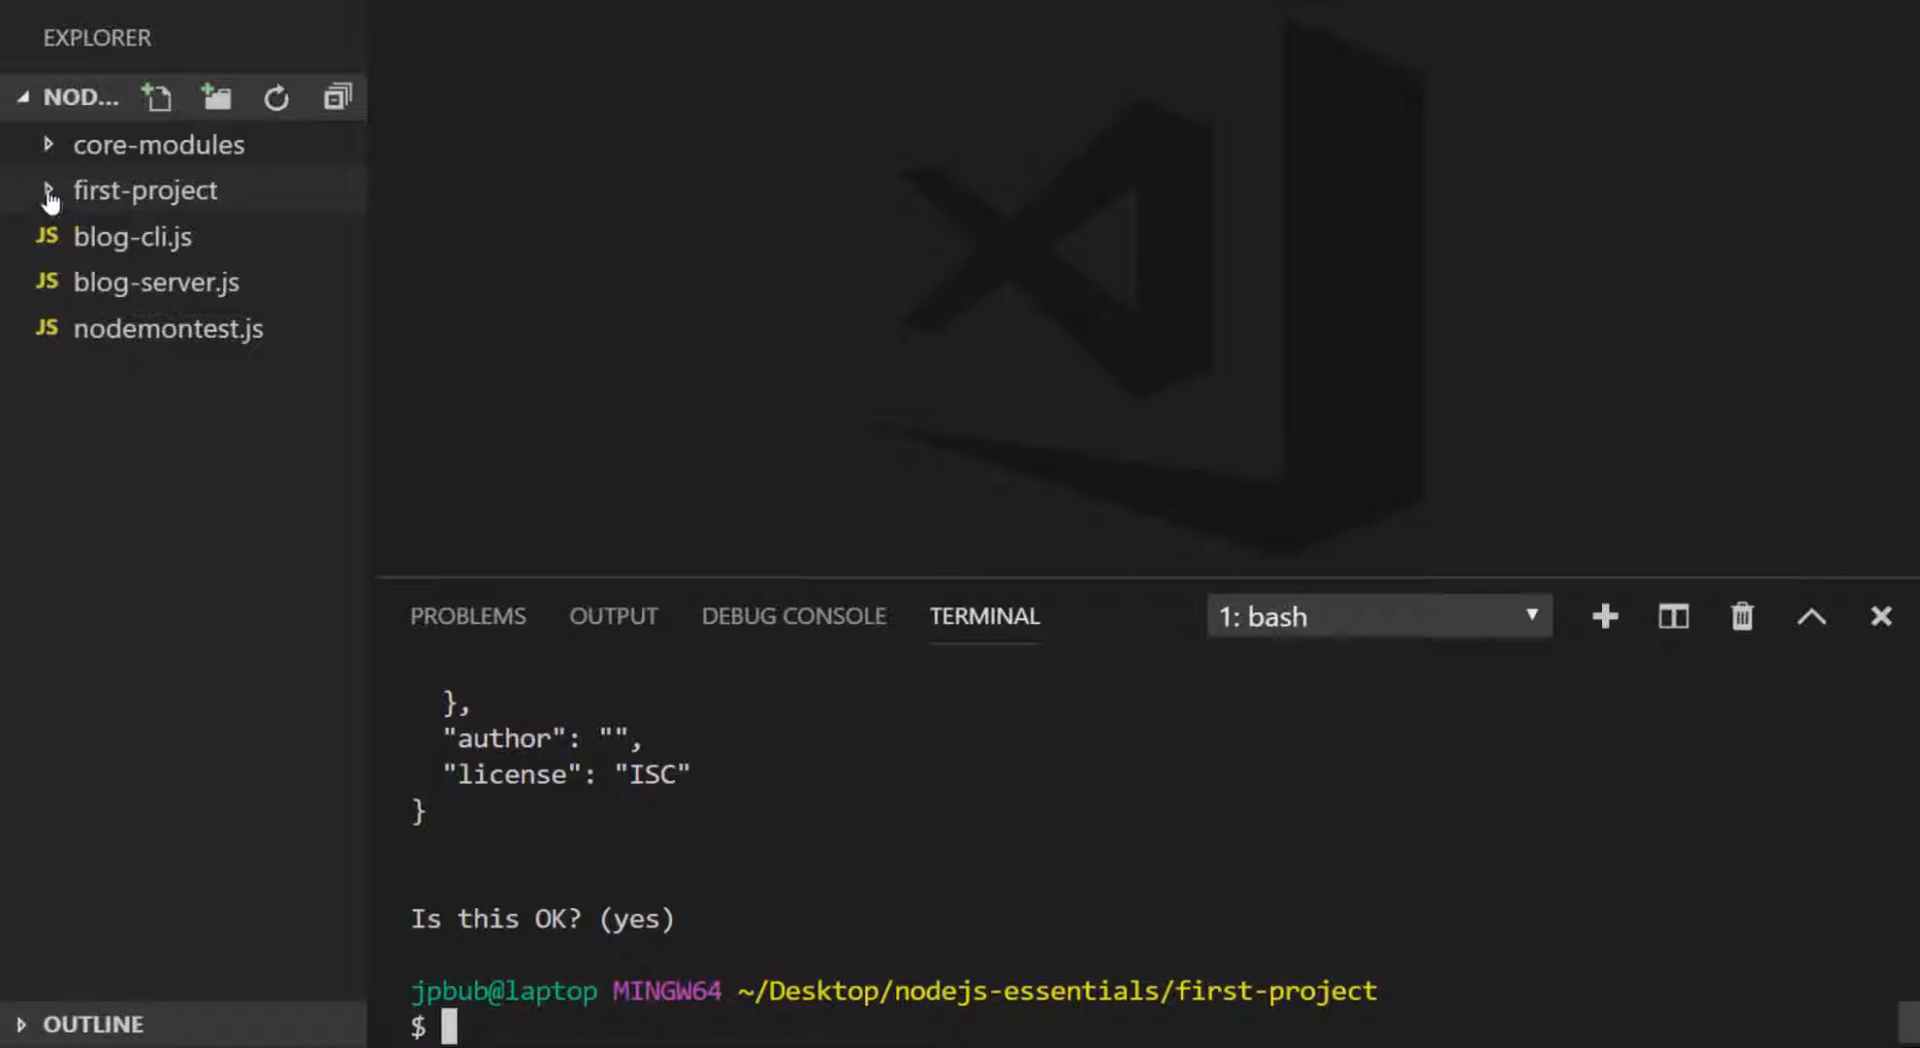 EXPLORER
NOD...
core-modules
first-project
JS blog-cli.js
JS blog-server.js
JS nodemontest.js
OUTLINE
PROBLEMS OUTPUT DEBUG CONSOLE TERMINAL 1: bash
},
"author": "",
"license": "ISC"
}
Is this OK? (yes)
jpbub@laptop MINGW64 ~/Desktop/nodejs-essentials/first-project
$